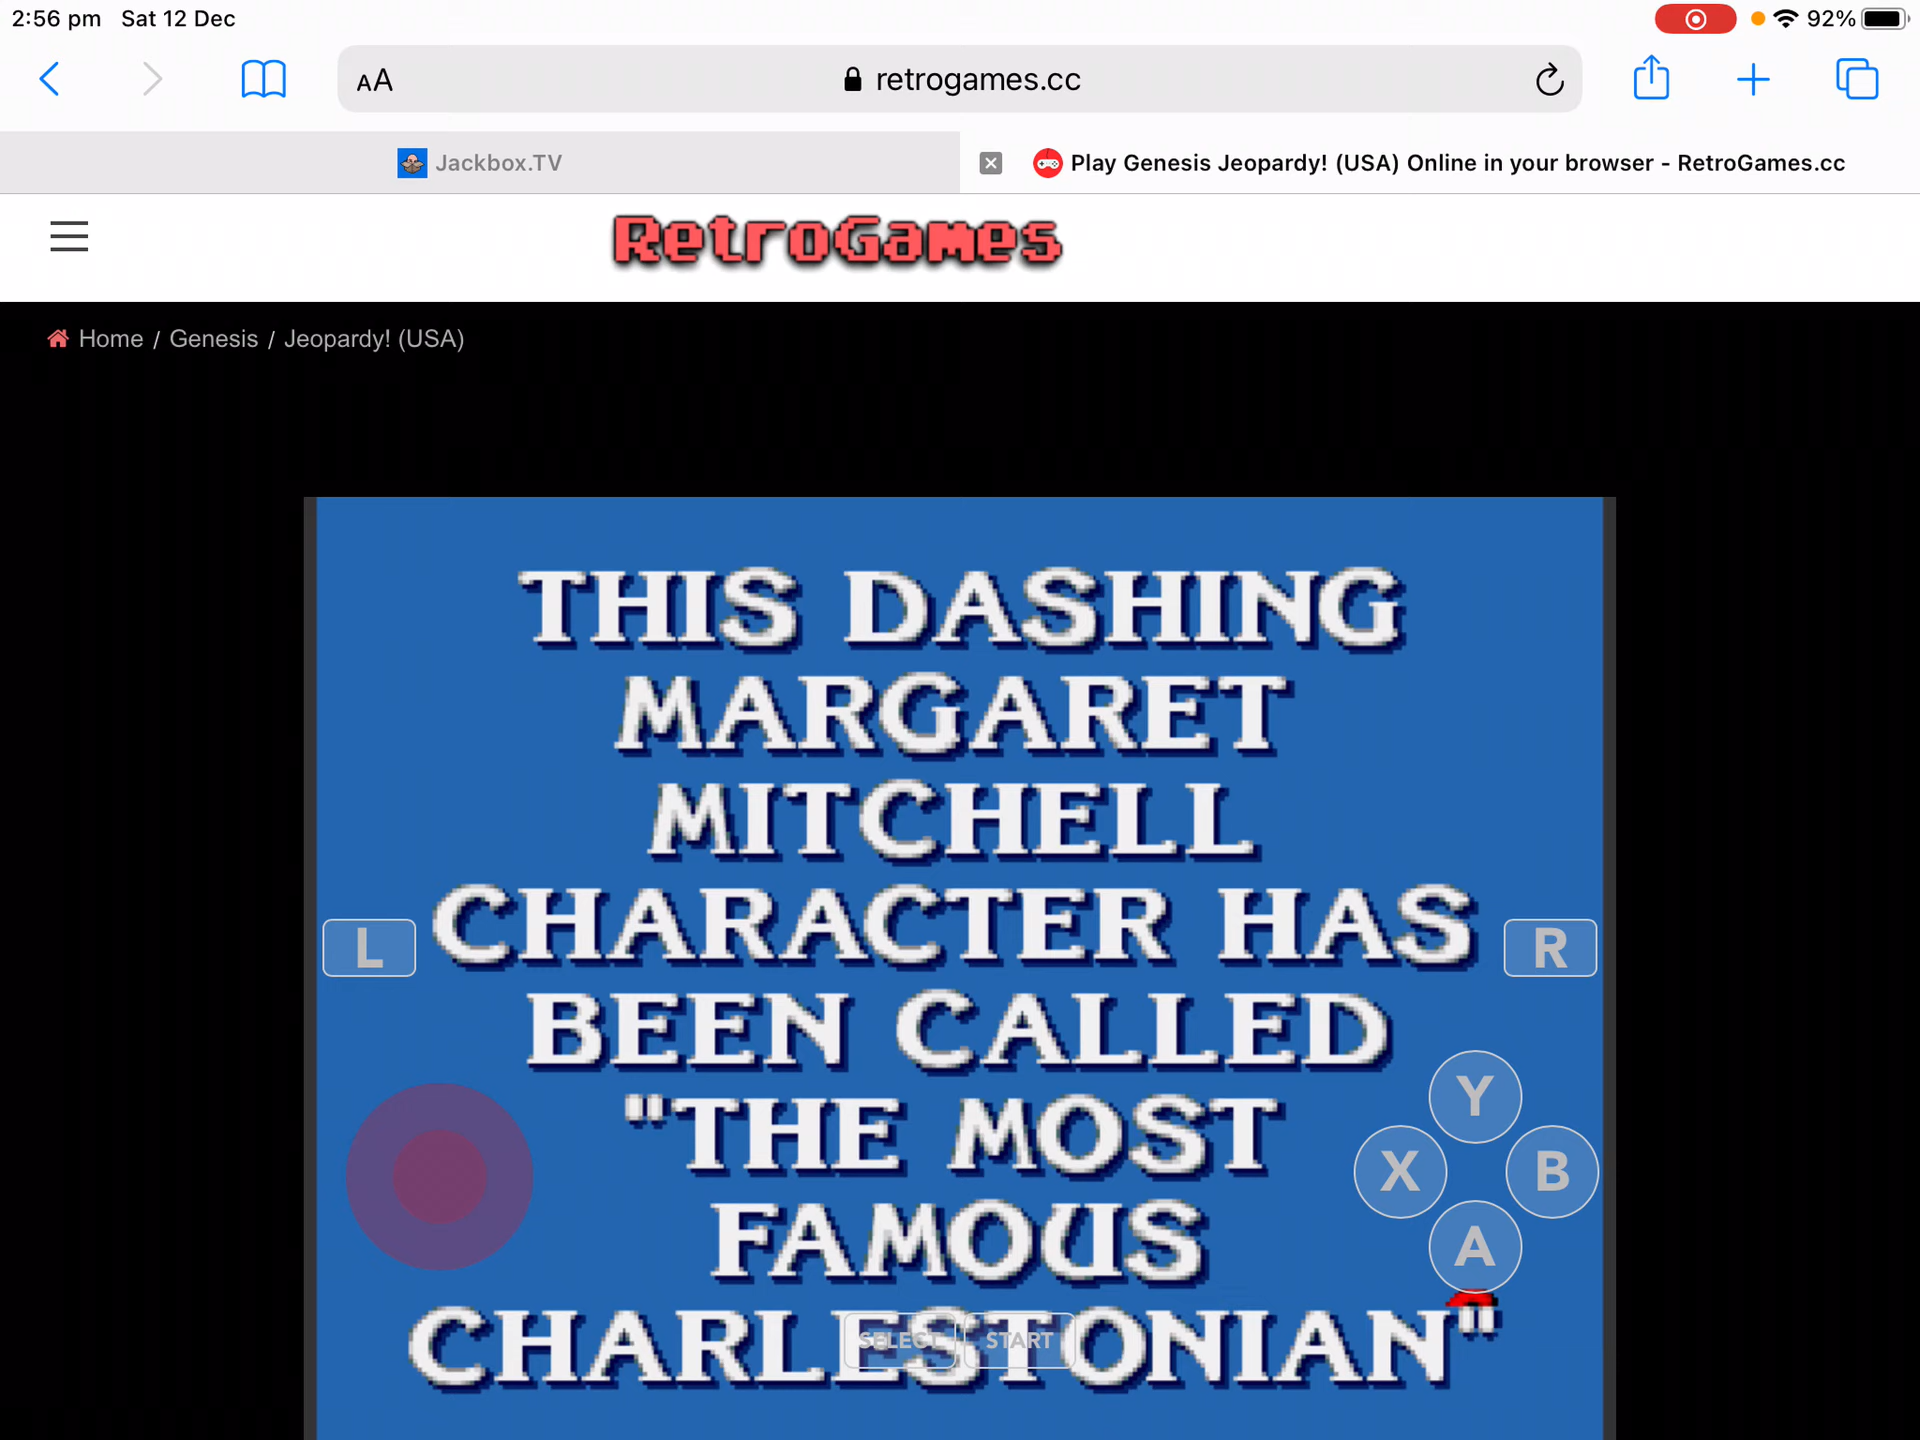 2:56 pm Sat 12 Dec 92%
AA retrogames.cc
Jackbox.TV Play Genesis Jeopardy! (USA) Online in your browser - RetroGames.cc
RetroGames
Home / Genesis / Jeopardy! (USA)
THIS DASHING
MARGARET
MITCHELL
CHARACTER HAS
L R
BEEN CALLED
"THE MOST
Y
X B
FAMOUS
A
CHARLESTONIAN"
SELECT START